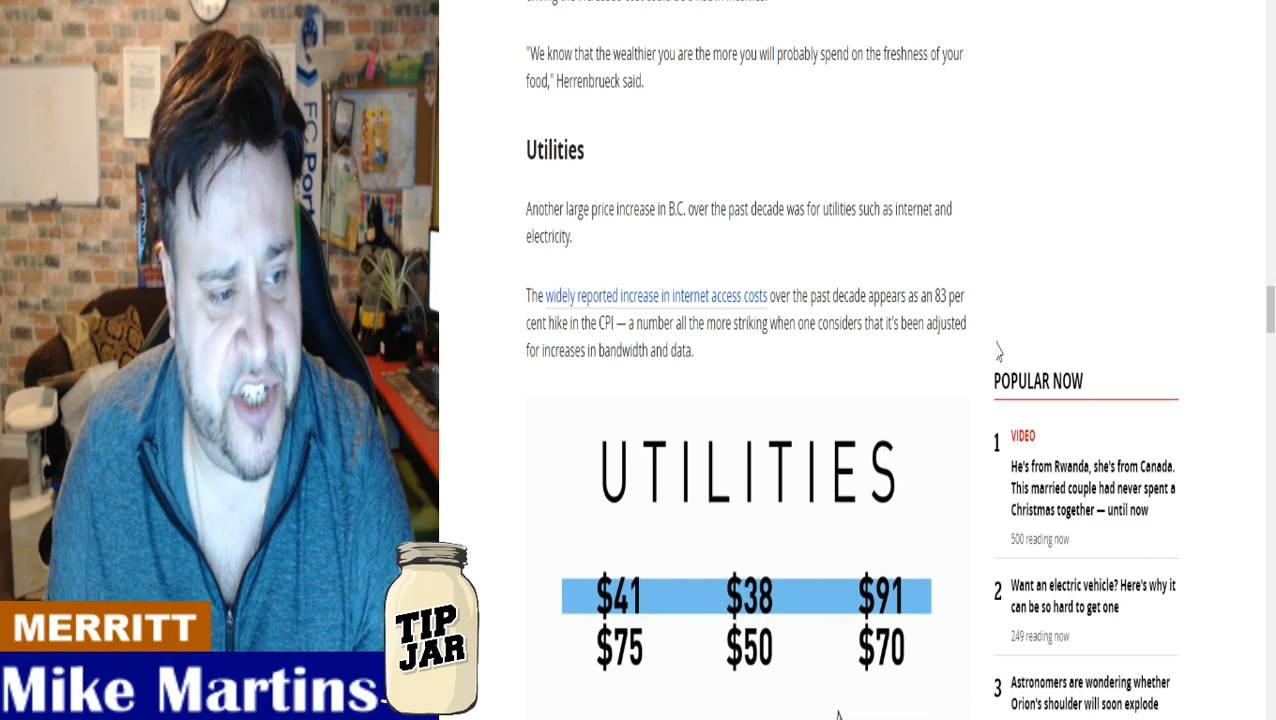 "We know that the wealthier you are the more you will probably spend on the freshness of your
food," Herrenbrueck said.
Utilities
Another large price increase in B.C. over the past decade was for utilities such as internet and
electricity.
The widely reported increase in internet access costs over the past decade appears as an 83 per
cent hike in the CPI — a number all the more striking when one considers that it's been adjusted
for increases in bandwidth and data.
UTILITIES
$41 $38 $91
$75 $50 $70
POPULAR NOW
1 VIDEO
He's from Rwanda, she's from Canada.
This married couple had never spent a
Christmas together — until now
500 reading now
2 Want an electric vehicle? Here's why it
can be so hard to get one
249 reading now
3 Astronomers are wondering whether
Orion's shoulder will soon explode
FC Port
TIP
JAR
MERRITT
Mike Martins